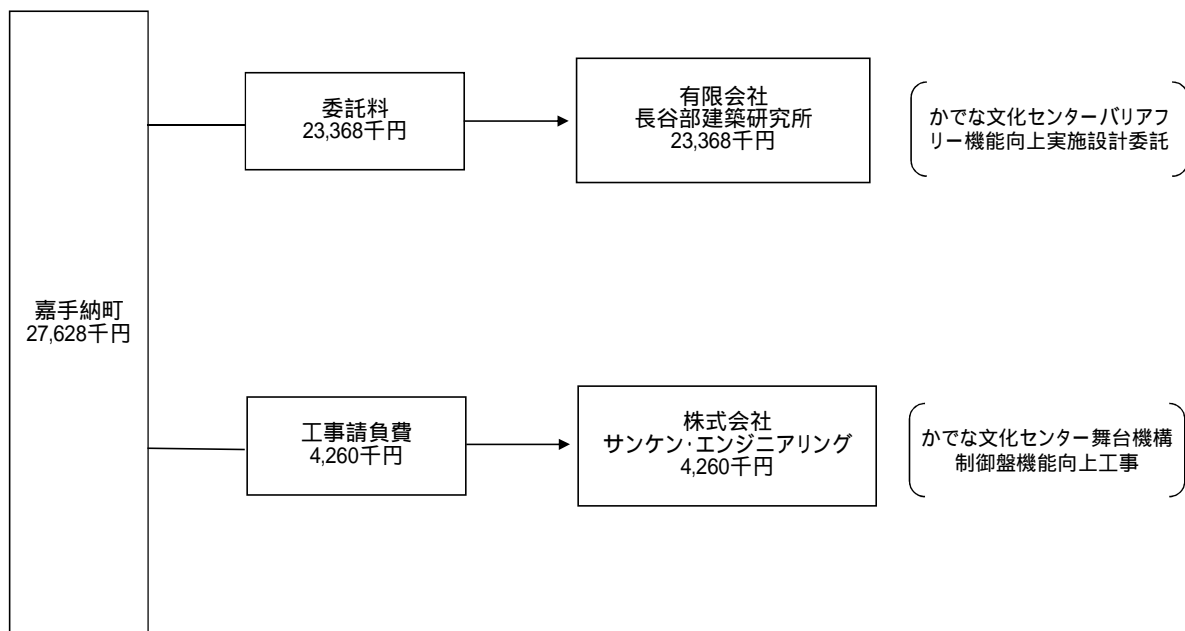 嘉手納町
27,628千円
委託料
23,368千円
有限会社
長谷部建築研究所
23,368千円
かでな文化センターバリアフ
リー機能向上実施設計委託
工事請負費
4,260千円
株式会社
サンケン・エンジニアリング
4,260千円
かでな文化センター舞台機構
制御盤機能向上工事